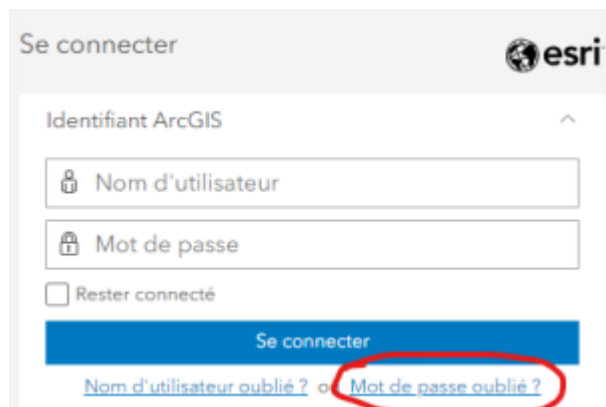 Se connecter
esri
Identifiant ArcGIS
Nom d'utilisateur
Mot de passe
Rester connecté
Se connecter
Nom d'utilisateur oublié ? o Mot de passe oublié ?